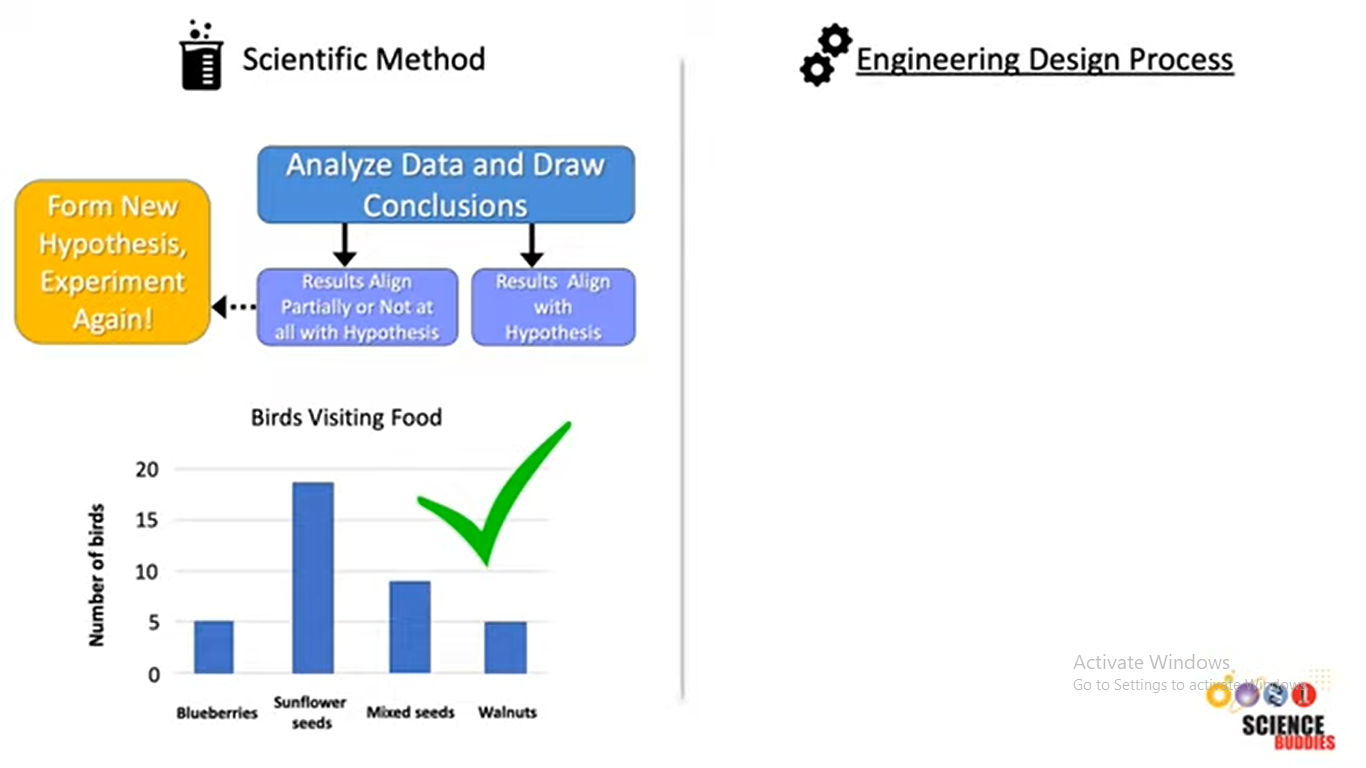 Scientific Method
Engineering Design Process
Analyze Data and Draw
Conclusions
Form New
Hypothesis,
Experiment
Again!
Results Align
Partially or Not at
all with Hypothesis
Results Align
with
Hypothesis
Birds Visiting Food
Number of birds
20
15
10
5
0
Blueberries
Sunflower
seeds
Mixed seeds
Walnuts
Activate Windows
Go to Settings to activate Windows.
SCIENCE
BUDDIES